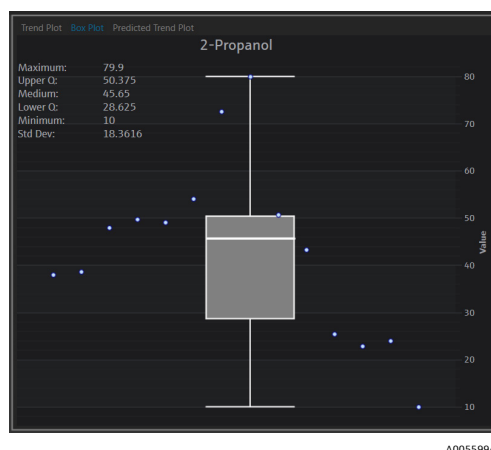 Trend Plot Box Plot Predicted Trend Plot
2-Propanol
Maximum: 79.9
Upper Q: 50.375
Medium: 45.65
Lower Q: 28.625
Minimum: 10
Std Dev: 18.3616
80
70
60
50
40
30
20
10
Value